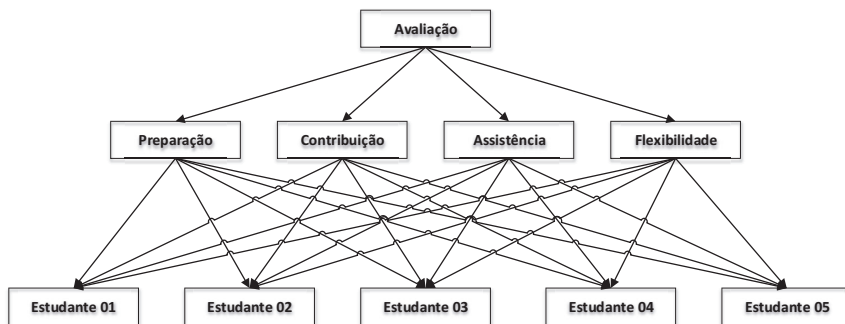 Avaliação
Preparação
Contribuição
Assistência
Flexibilidade
Estudante 01
Estudante 02
Estudante 03
Estudante 04
Estudante 05